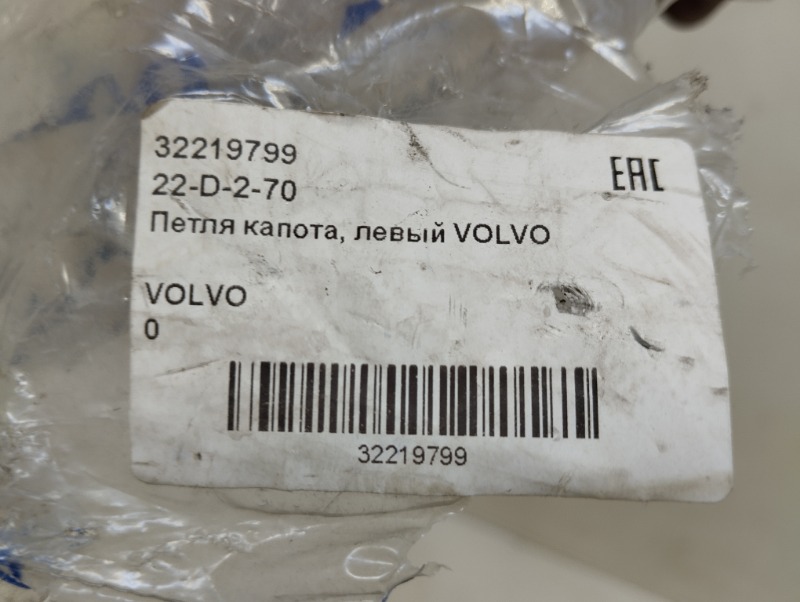 32219799
EAC
22-D-2-70
Петля капота, левый VOLVO
VOLVO
0
32219799